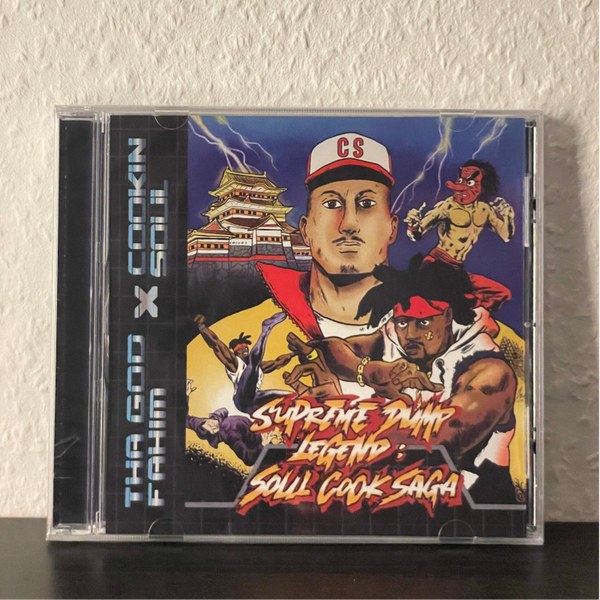 THA GOD
FAHIM
X
COOKIN
SOUL
CS
SUPREME DUMP
LEGEND :
SOUL COOK SAGA